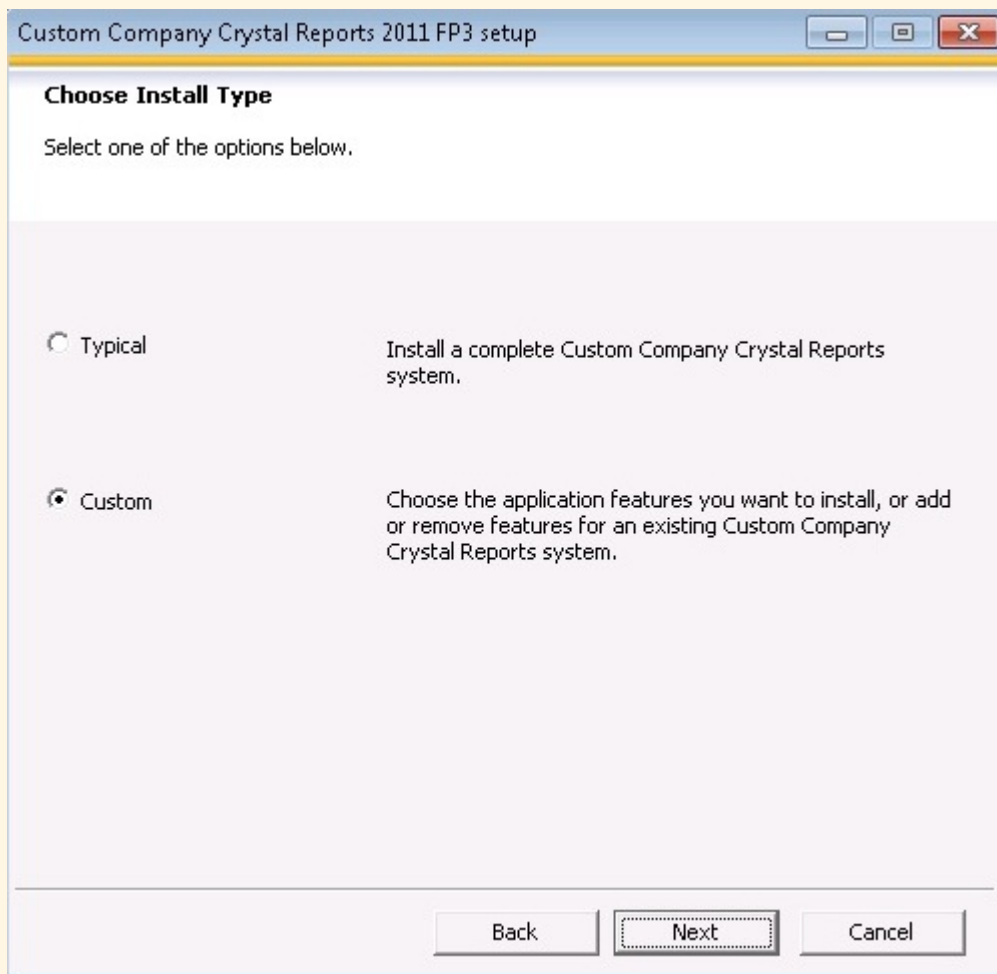 Custom Company Crystal Reports 2011 FP3 setup
Choose Install Type
Select one of the options below.
Typical
Install a complete Custom Company Crystal Reports
system.
Custom
Choose the application features you want to install, or add
or remove features for an existing Custom Company
Crystal Reports system.
Back
Next
Cancel